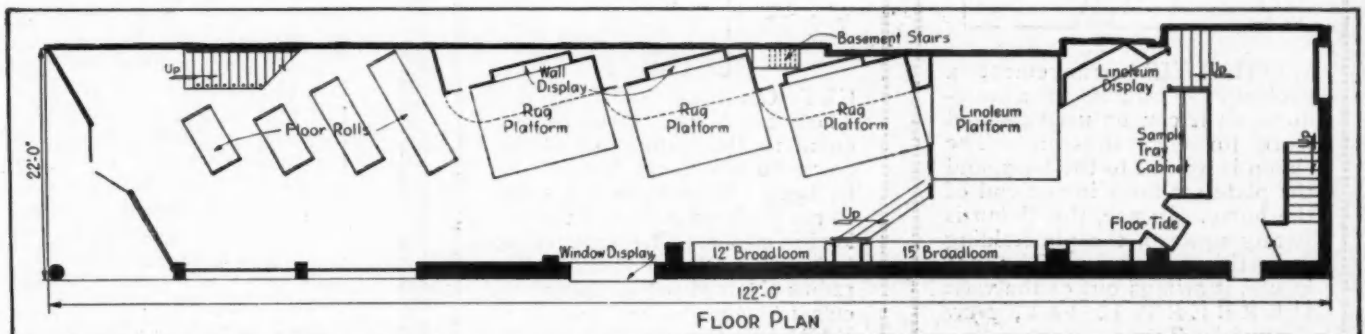 Basement Stairs
Up
Wall
Display
Linoleum
Display
Up
Rug
Platform
Rug
Platform
Rug
Platform
Linoleum
Platform
Floor Rolls
Sample
Tray
Cabinet
Up
22'-0"
Up
Floor Tide
Window Display
12' Broadloom
15' Broadloom
122'-0"
FLOOR PLAN